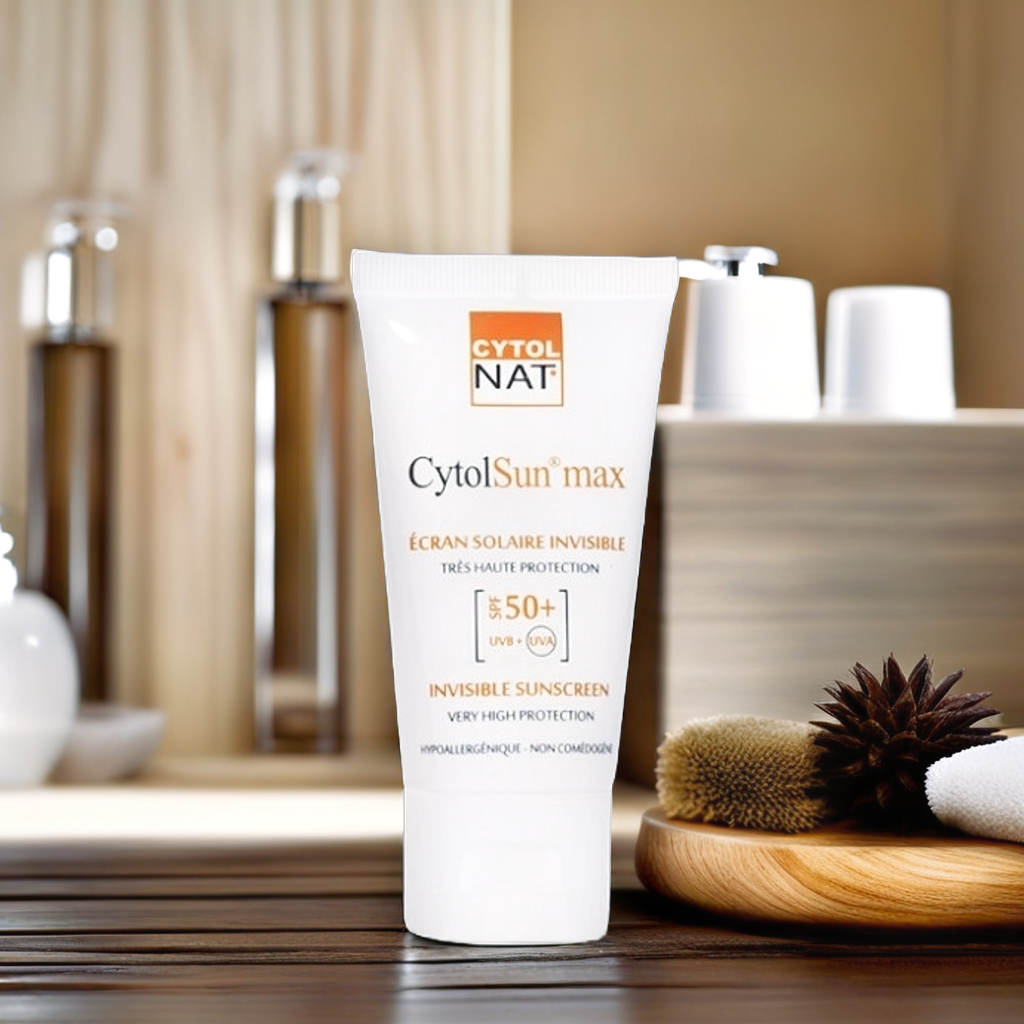 CYTOL
NAT®
CytolSun® max
ÉCRAN SOLAIRE INVISIBLE
TRÈS HAUTE PROTECTION
SPF 50+
UVB + UVA
INVISIBLE SUNSCREEN
VERY HIGH PROTECTION
HYPOALLERGÉNIQUE - NON COMÉDOGÈNE